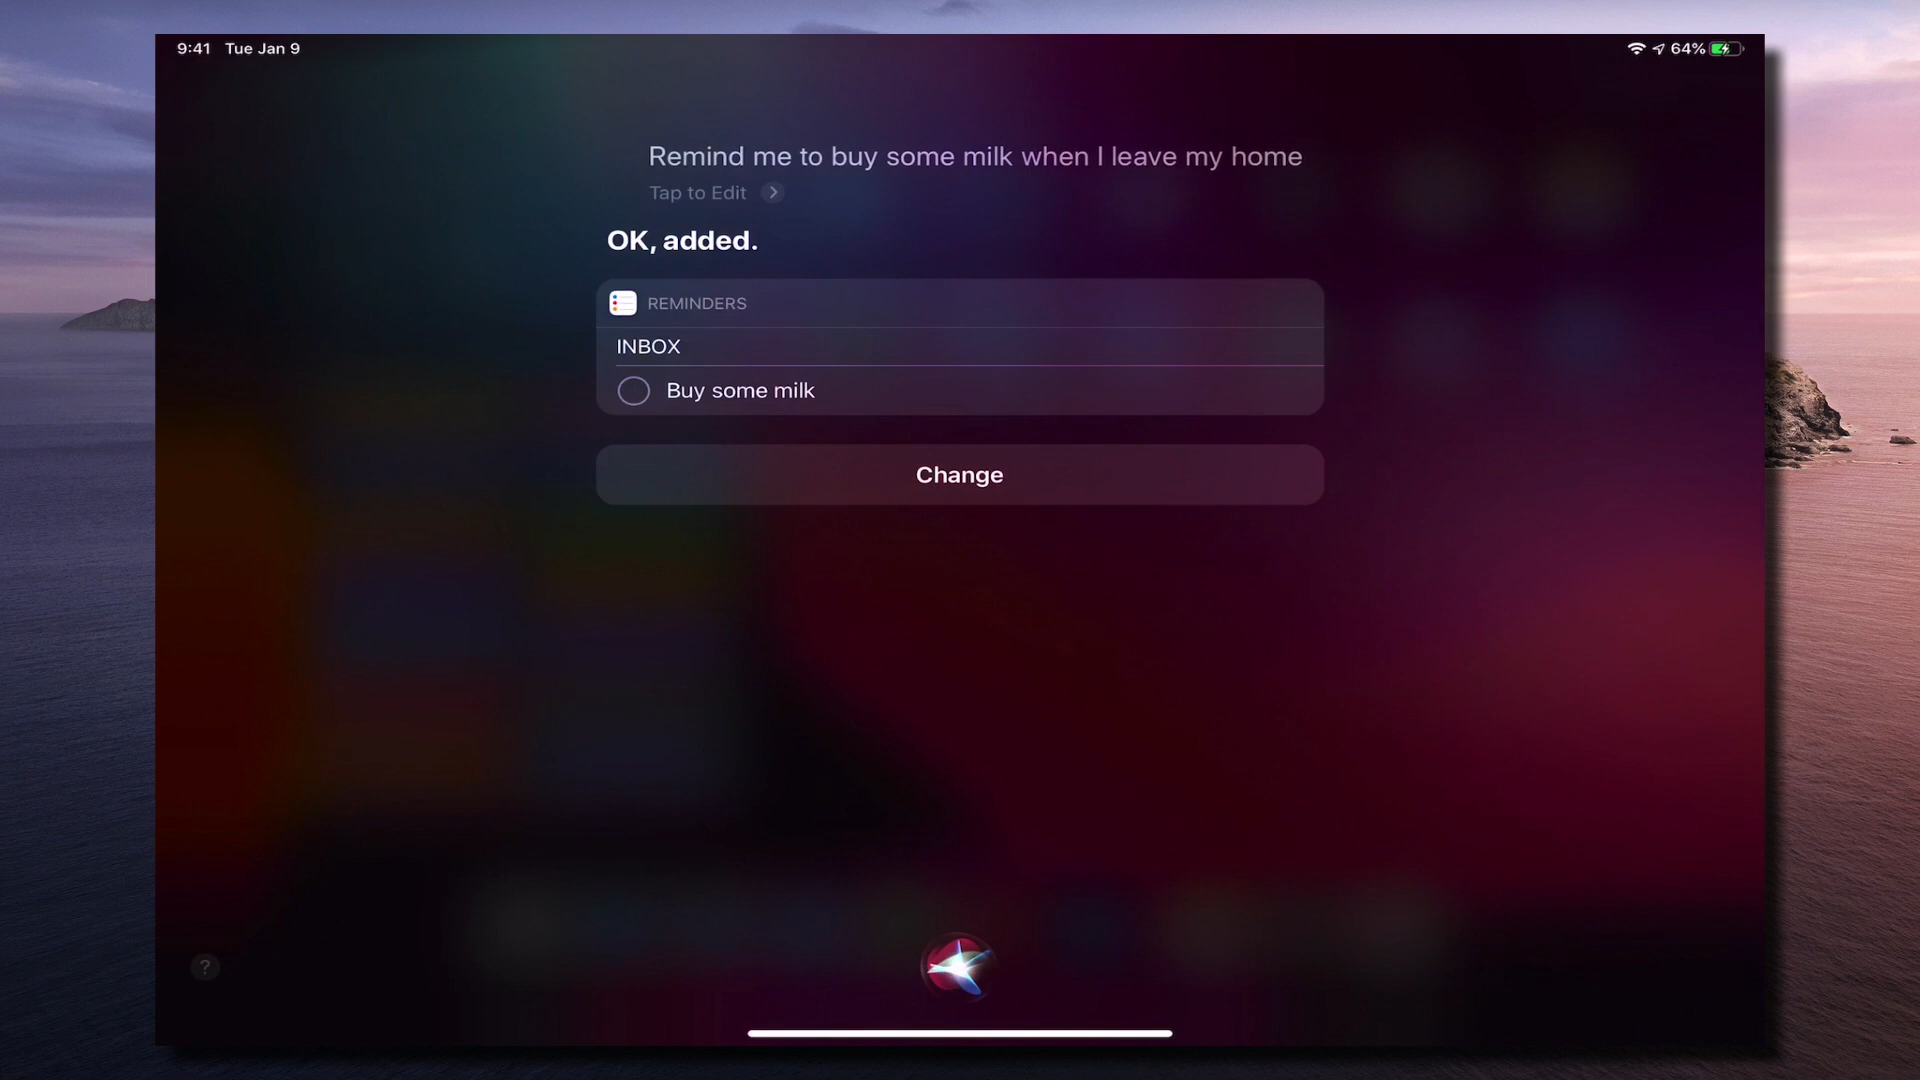 9:41 Tue Jan 9
64%
Remind me to buy some milk when I leave my home
Tap to Edit
OK, added.
REMINDERS
INBOX
Buy some milk
Change
?